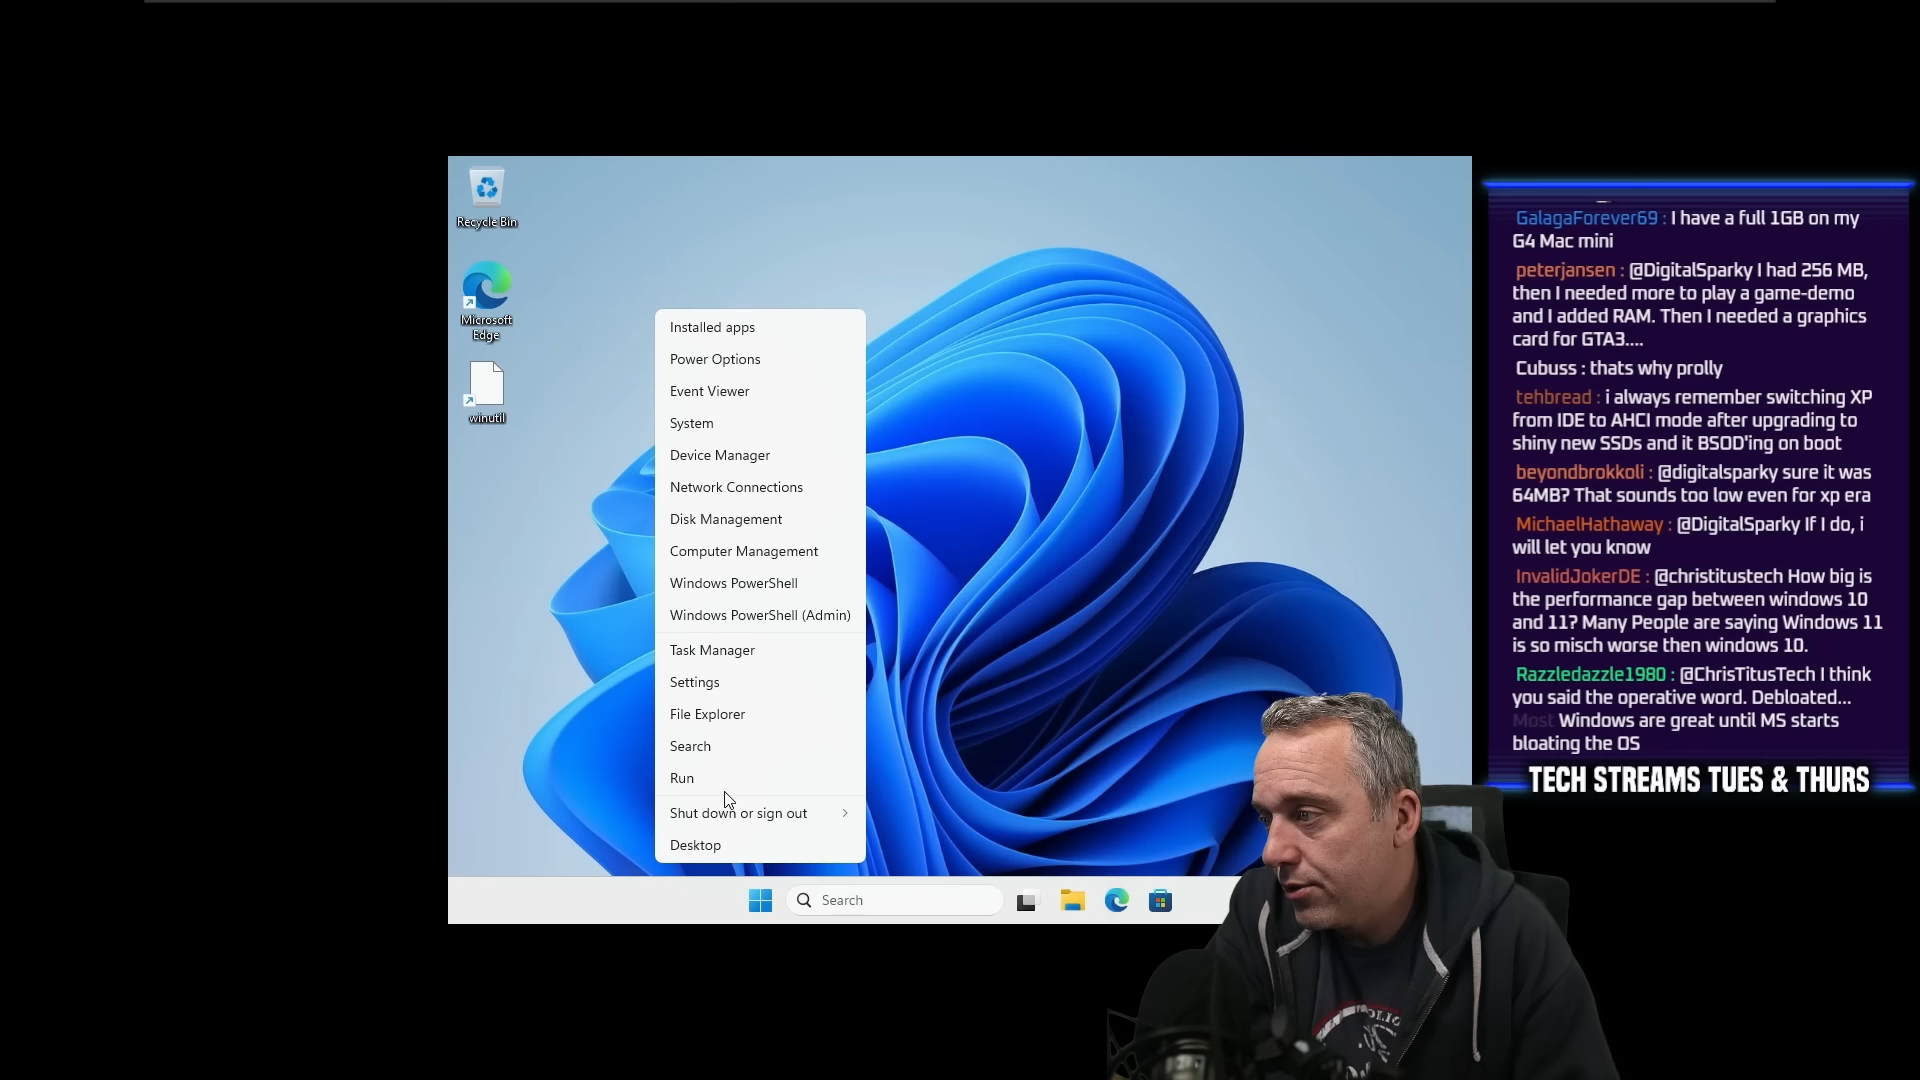 Recycle Bin
Microsoft
Edge
winutil
Installed apps
Power Options
Event Viewer
System
Device Manager
Network Connections
Disk Management
Computer Management
Windows PowerShell
Windows PowerShell (Admin)
Task Manager
Settings
File Explorer
Search
Run
Shut down or sign out
Desktop
Search
GalagaForever69 : I have a full 1GB on my
G4 Mac mini
peterjansen : @DigitalSparky I had 256 MB,
then I needed more to play a game-demo
and I added RAM. Then I needed a graphics
card for GTA3....
Cubuss : thats why prolly
tehbread : i always remember switching XP
from IDE to AHCI mode after upgrading to
shiny new SSDs and it BSOD'ing on boot
beyondbrokkoli : @digitalsparky sure it was
64MB? That sounds too low even for xp era
MichaelHathaway : @DigitalSparky If I do, i
will let you know
InvalidJokerDE : @christitustech How big is
the performance gap between windows 10
and 11? Many People are saying Windows 11
is so misch worse then windows 10.
Razzledazzle1980 : @ChrisTitusTech I think
you said the operative word. Debloated...
Most Windows are great until MS starts
bloating the OS
TECH STREAMS TUES & THURS